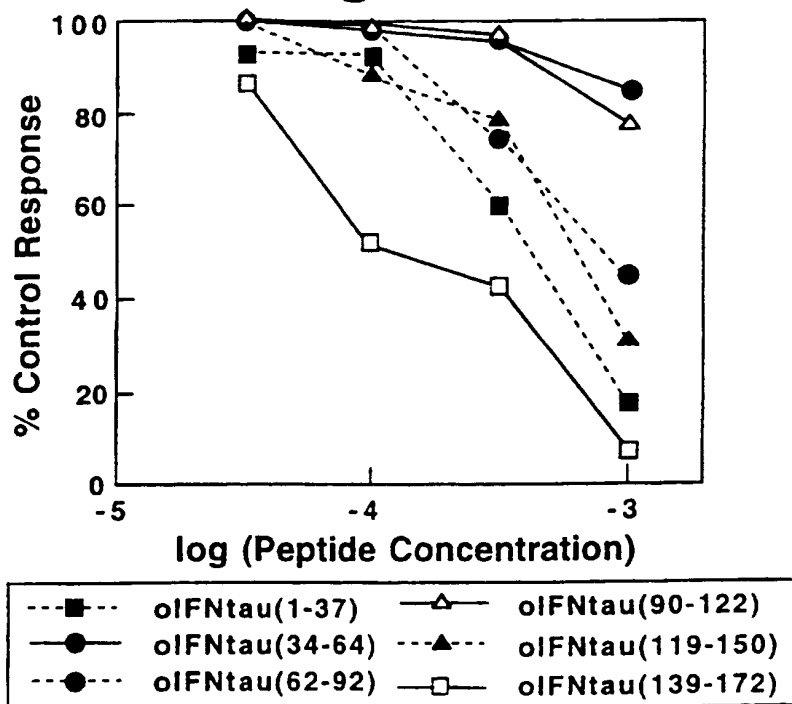 100
80
60
40
20
0
% Control Response
-5
-4
-3
log (Peptide Concentration)
oIFNtau(1-37)
oIFNtau(34-64)
oIFNtau(62-92)
oIFNtau(90-122)
oIFNtau(119-150)
oIFNtau(139-172)